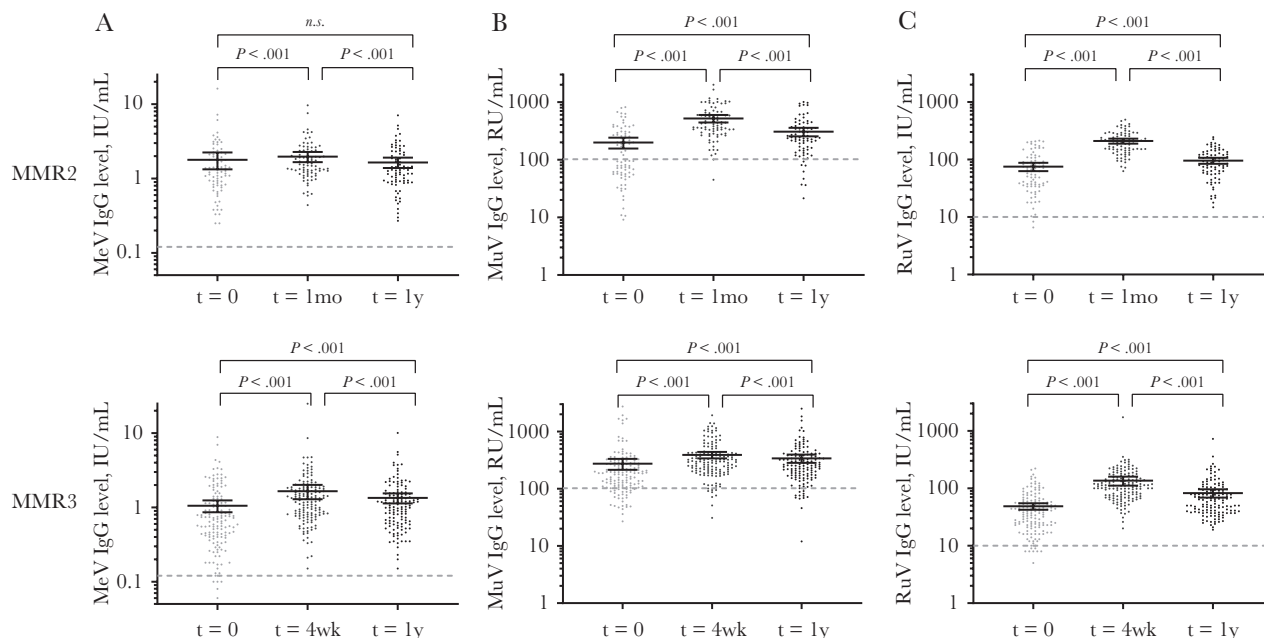 A
n.s.
P < .001
P < .001
MeV IgG level, IU/mL
10
1
0.1
t = 0
t = 1mo
t = 1y
MMR2
B
P < .001
P < .001
P < .001
MuV IgG level, RU/mL
1000
100
10
1
t = 0
t = 1mo
t = 1y
C
P < .001
P < .001
P < .001
RuV IgG level, IU/mL
1000
100
10
1
t = 0
t = 1mo
t = 1y
MMR3
P < .001
P < .001
P < .001
MeV IgG level, IU/mL
10
1
0.1
t = 0
t = 4wk
t = 1y
P < .001
P < .001
P < .001
MuV IgG level, RU/mL
1000
100
10
1
t = 0
t = 4wk
t = 1y
P < .001
P < .001
P < .001
RuV IgG level, IU/mL
1000
100
10
1
t = 0
t = 4wk
t = 1y